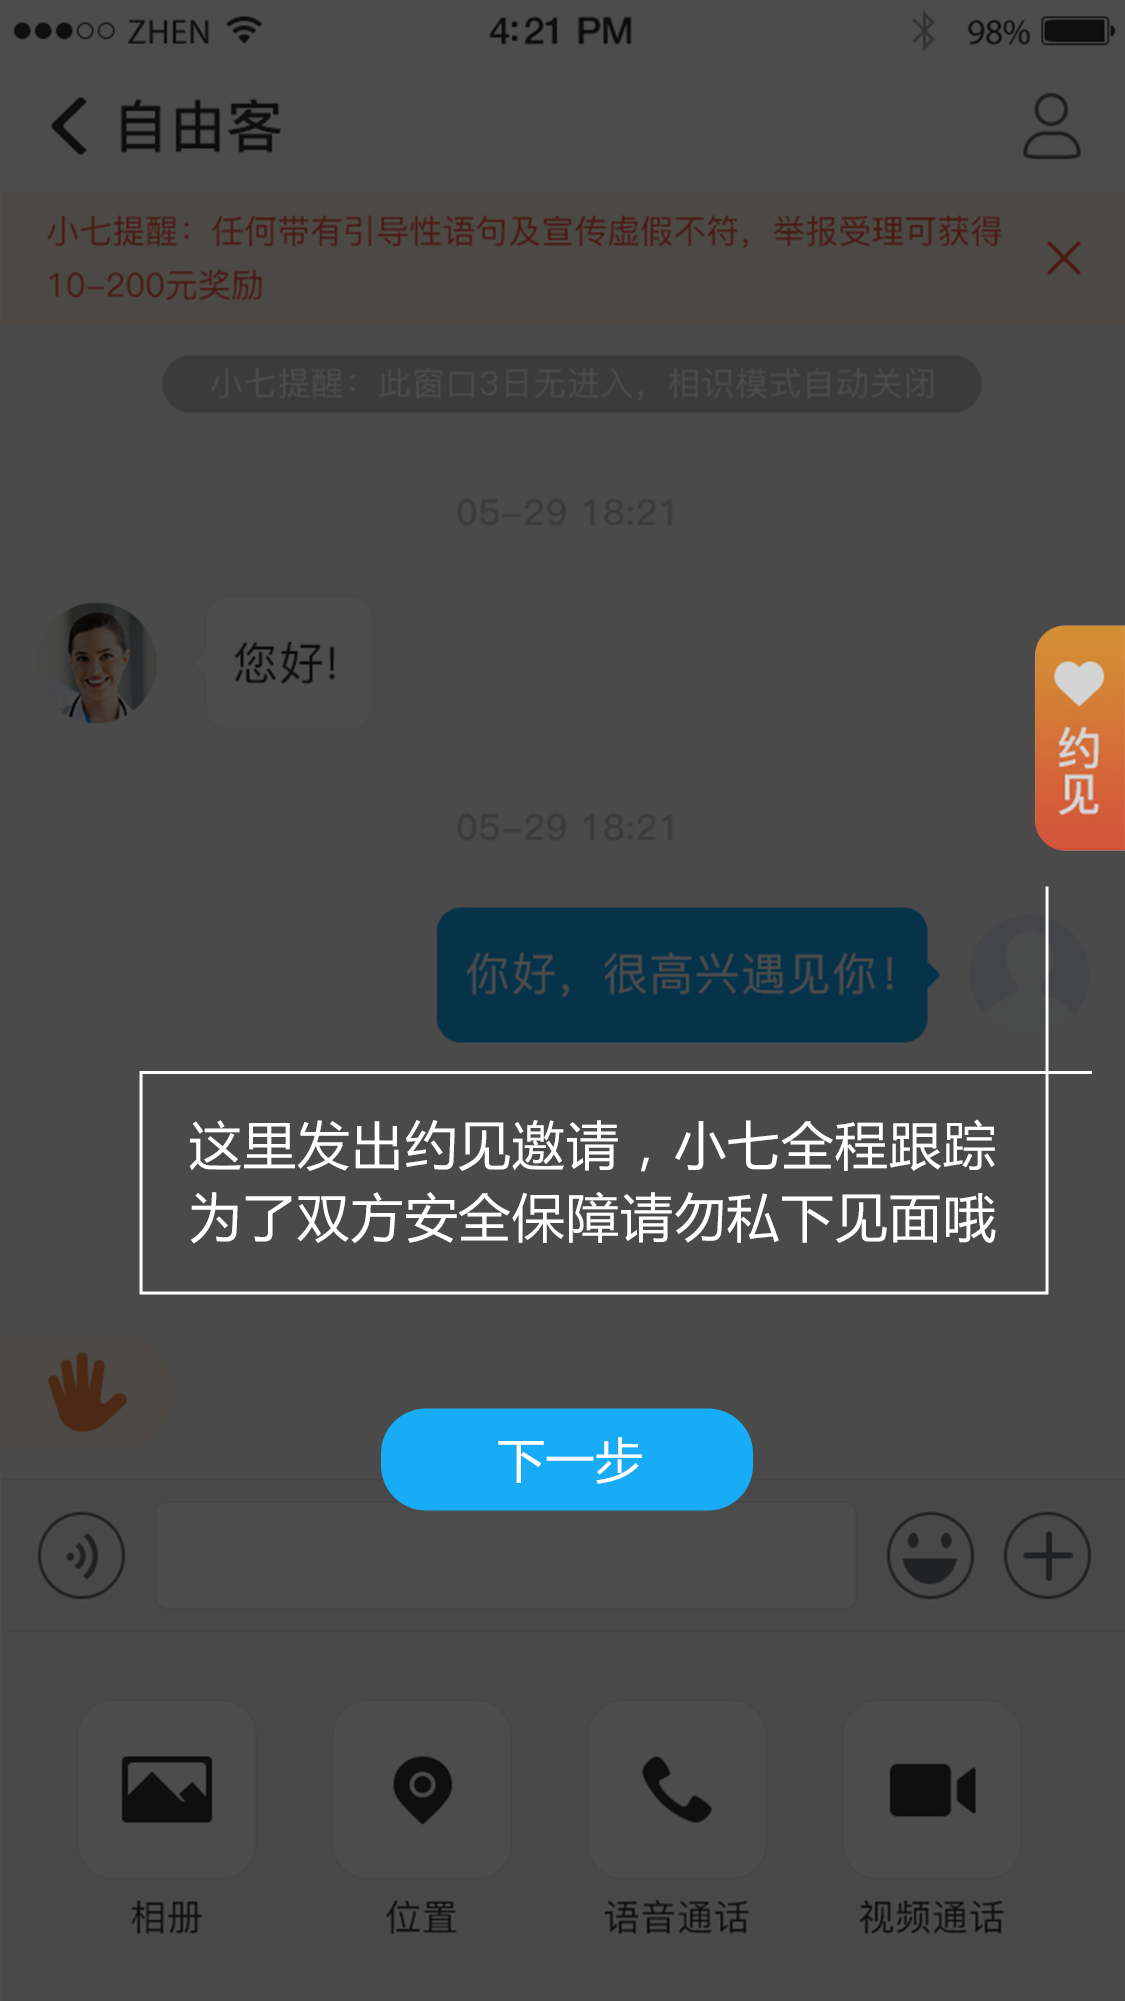 ZHEN 4:21 PM 98%
自由客
小七提醒：任何带有引导性语句及宣传虚假不符，举报受理可获得
10-200元奖励
小七提醒：此窗口3日无进入，相识模式自动关闭
05-29 18:21
您好！
约见
05-29 18:21
你好，很高兴遇见你！
这里发出约见邀请，小七全程跟踪
为了双方安全保障请勿私下见面哦
下一步
相册 位置 语音通话 视频通话